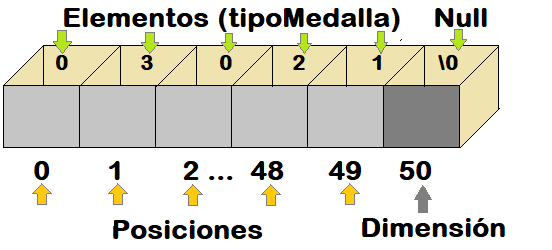 Elementos (tipoMedalla) Null
0 3 0 2 1 \0
0 1 2 ... 48 49 50
Posiciones Dimensión